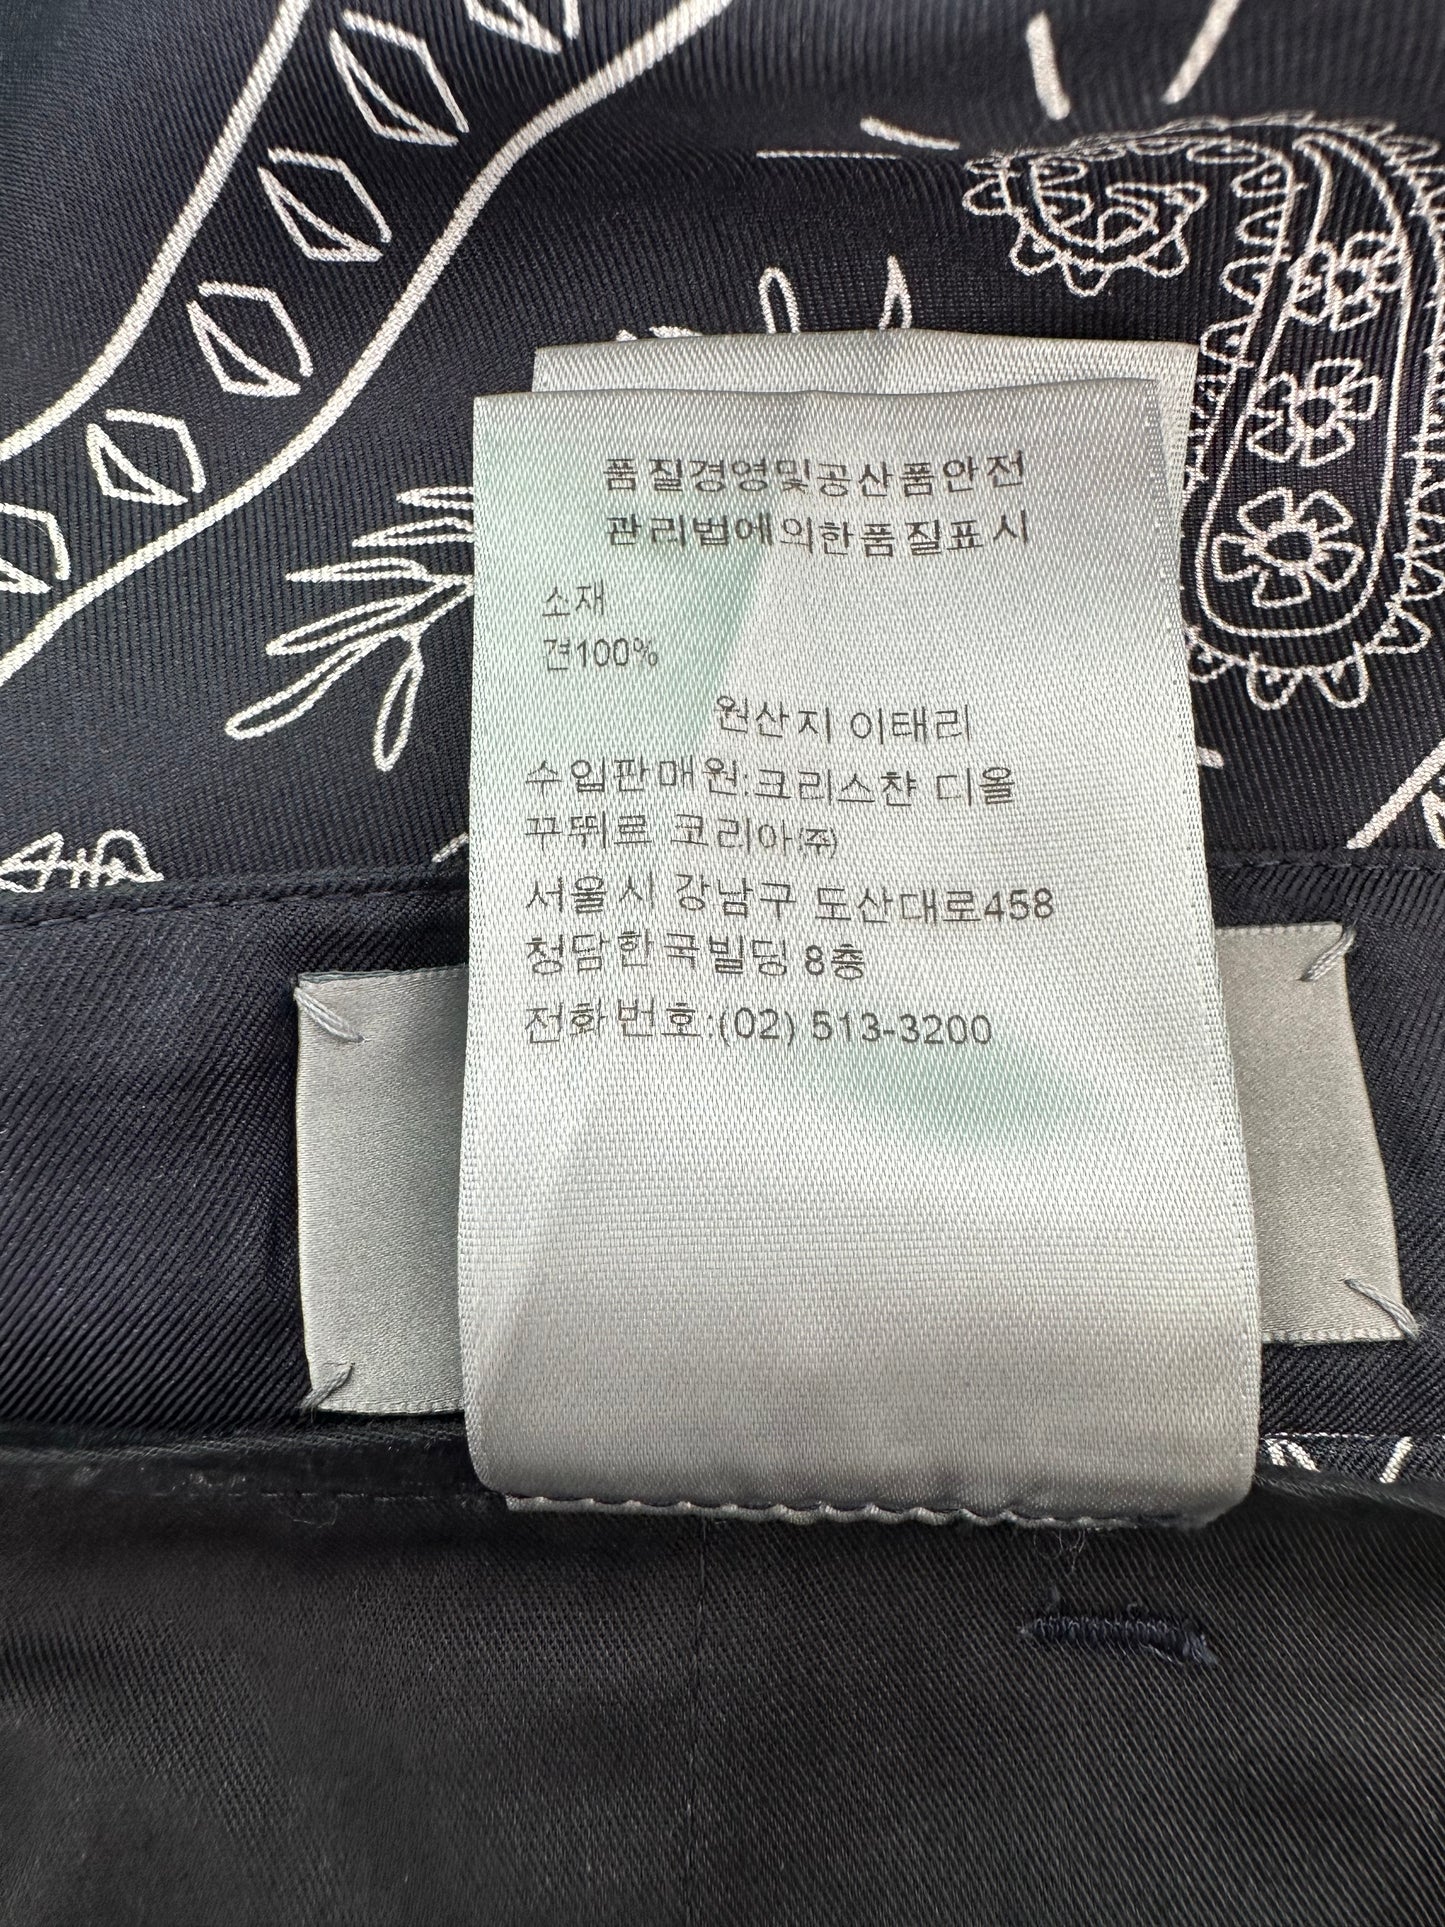 품질경영및공산품안전
관리법에의한품질표시
소재
견100%
원산지 이태리
수입판매원:크리스챤 디올
꾸뛰르 코리아(주)
서울시 강남구 도산대로458
청담한국빌딩 8층
전화번호:(02) 513-3200